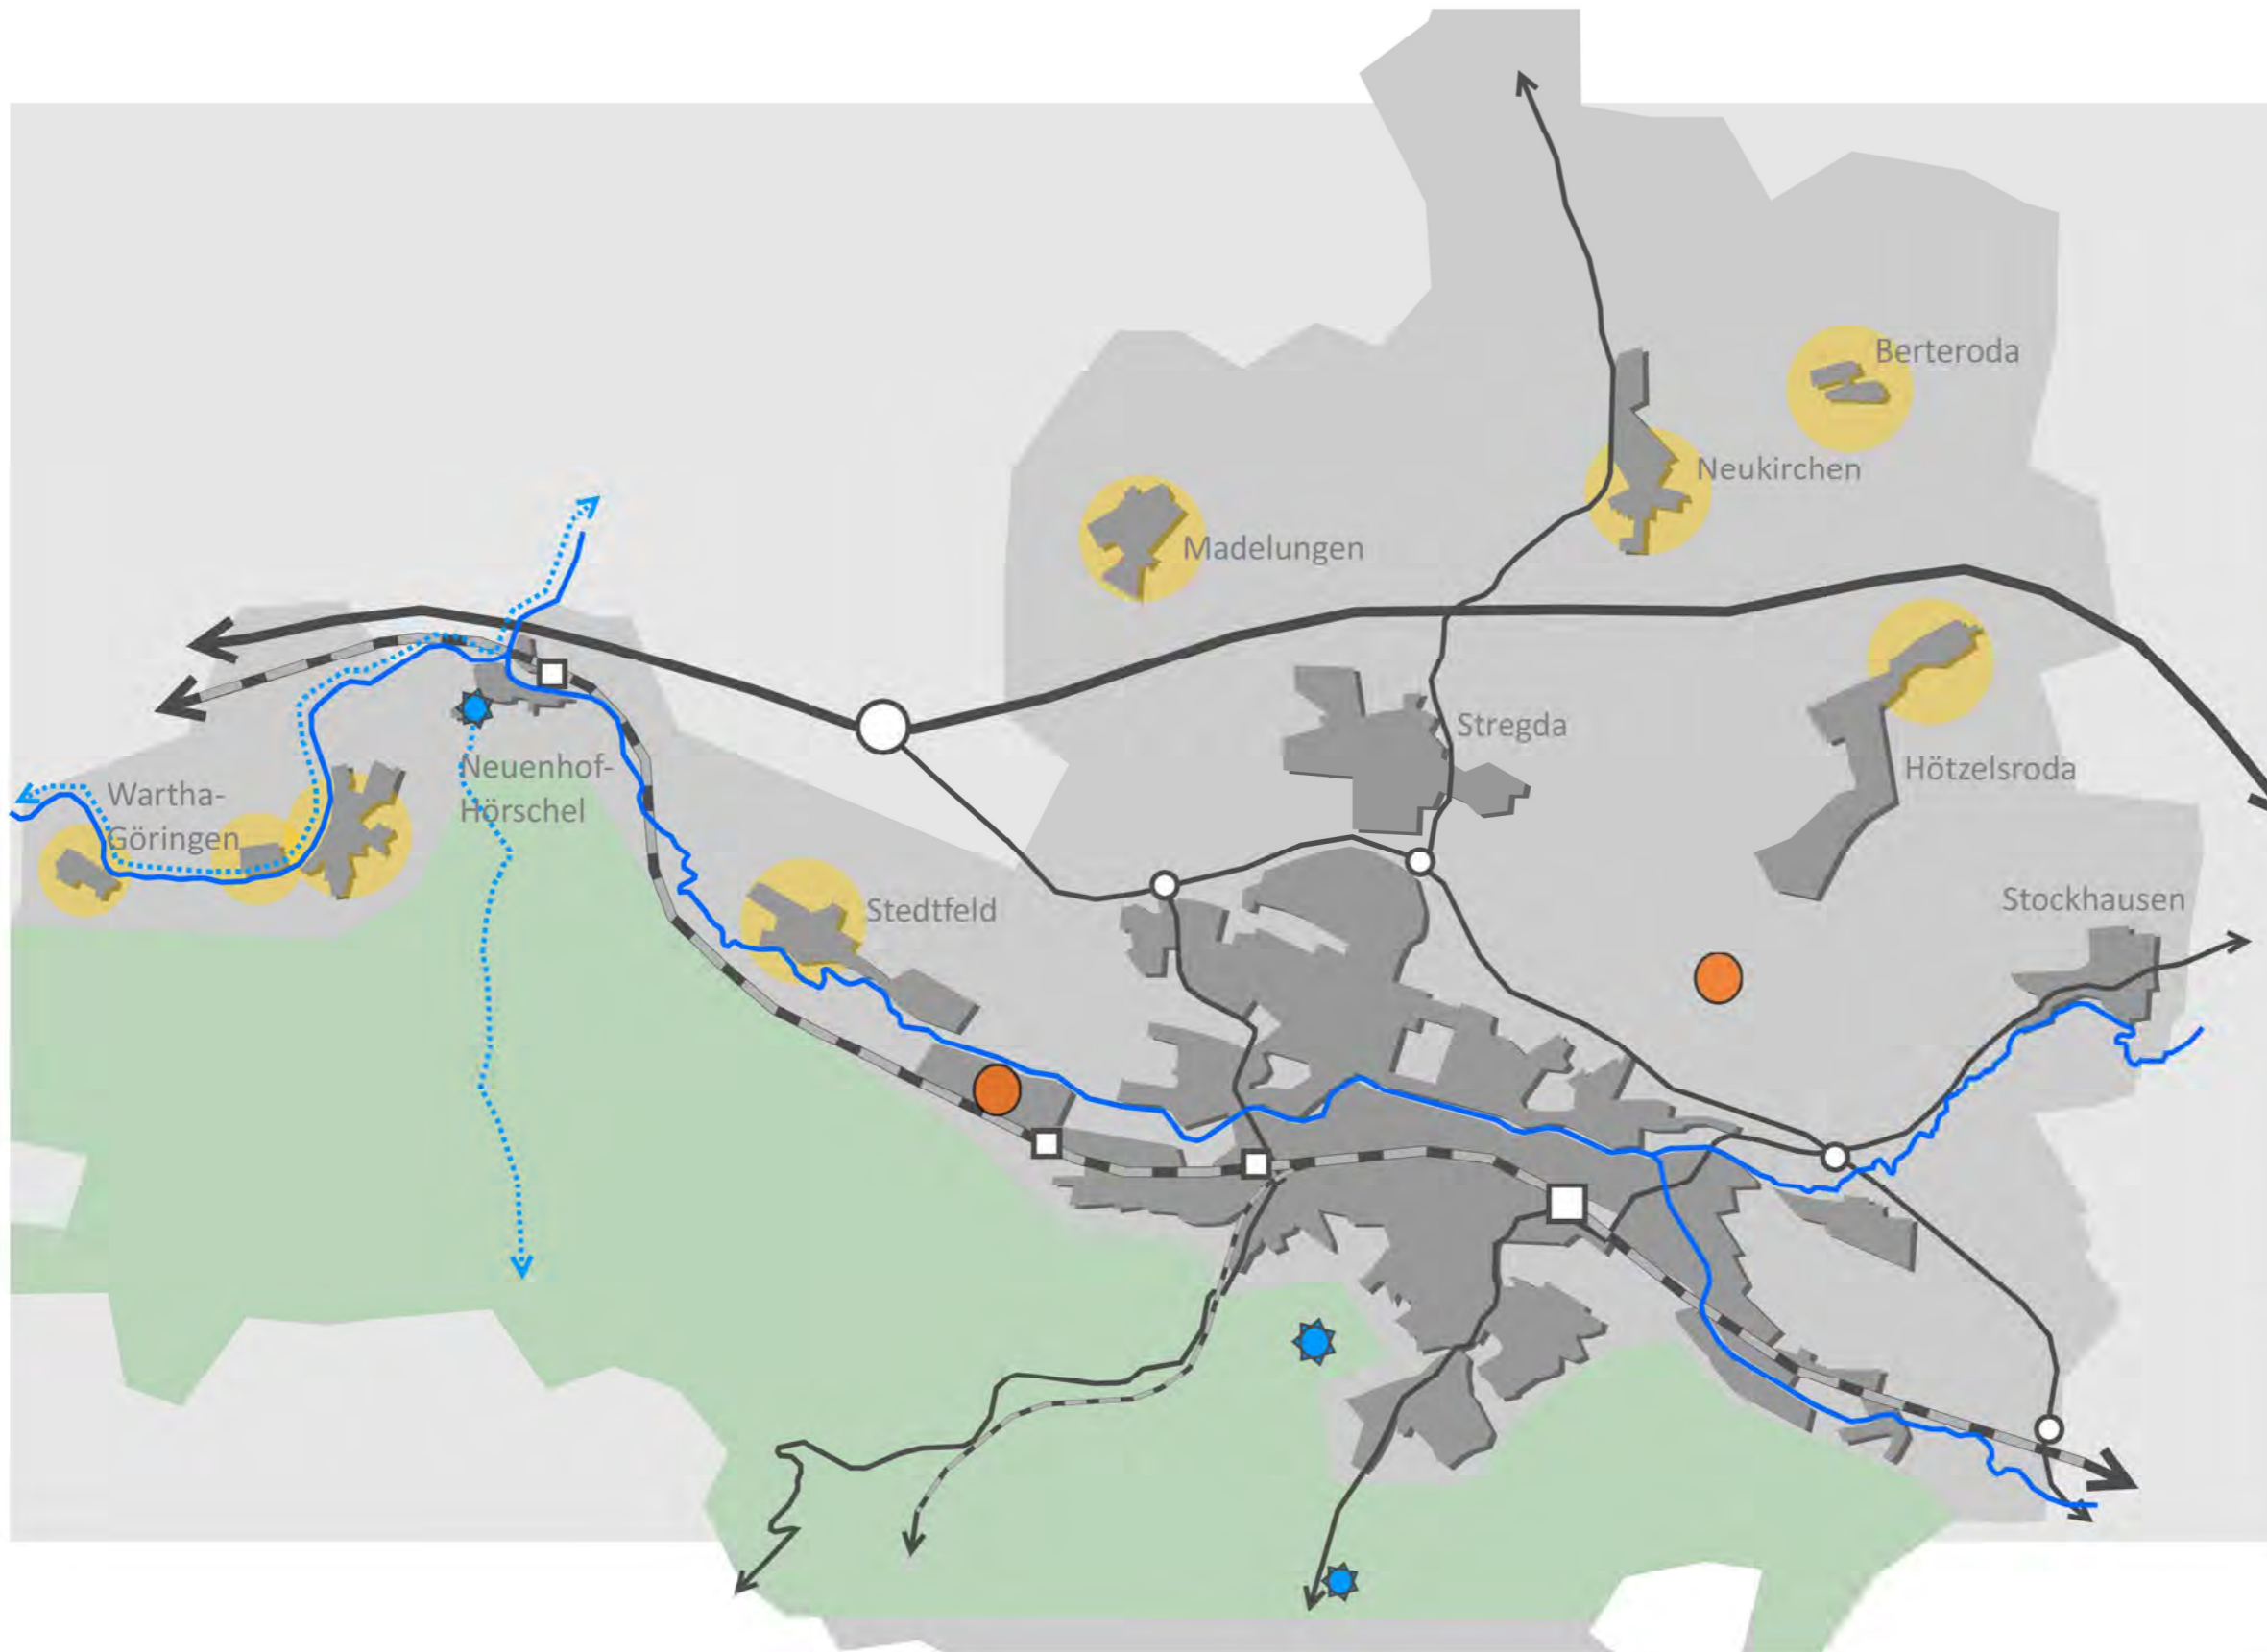 Berteroda
Neukirchen
Madelungen
Stregda
Hötzelsroda
Neuenhof-
Hörschel
Wartha-
Göringen
Stedtfeld
Stockhausen